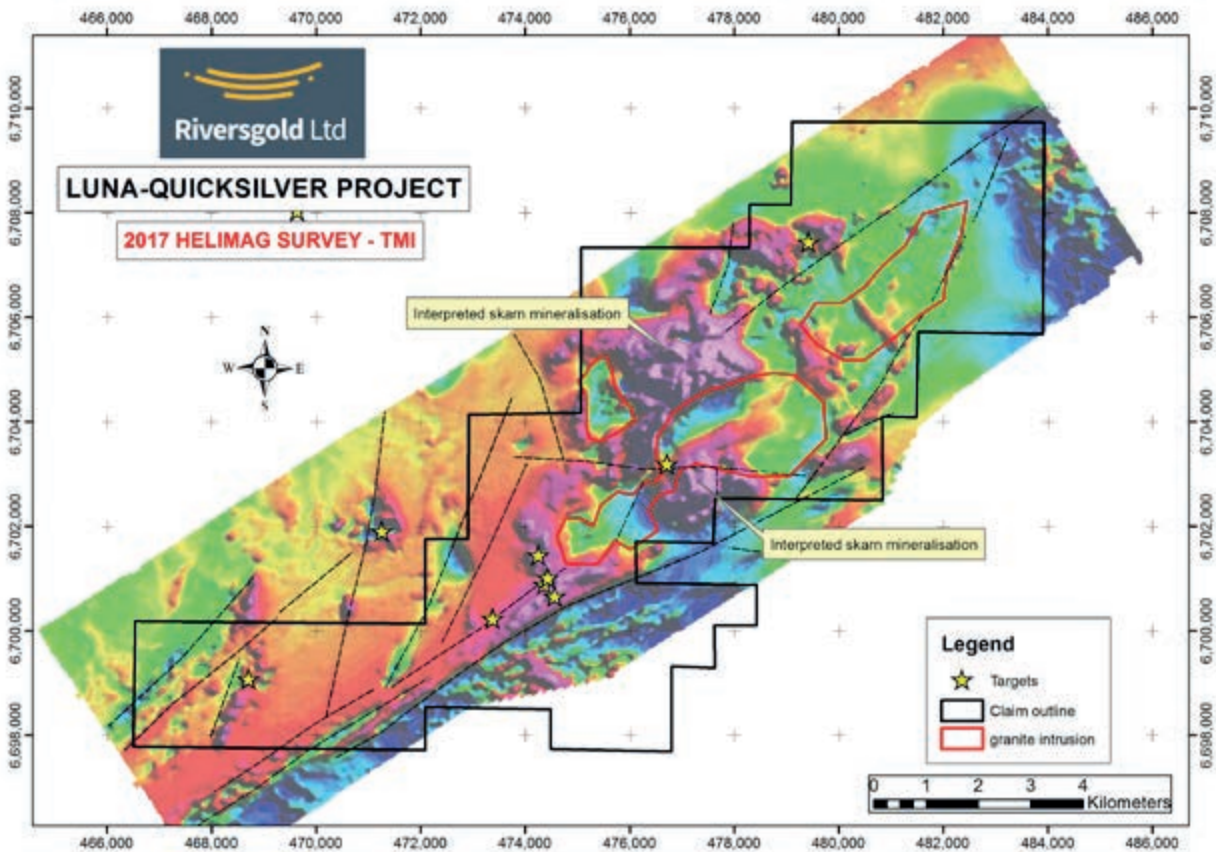 466,000 468,000 470,000 472,000 474,000 476,000 478,000 480,000 482,000 484,000 486,000
6,710,000
6,708,000
6,706,000
6,704,000
6,702,000
6,700,000
6,698,000
Riversgold Ltd
LUNA-QUICKSILVER PROJECT
2017 HELIMAG SURVEY - TMI
N
W E
S
Interpreted skarn mineralisation
Interpreted skarn mineralisation
6,710,000
6,708,000
6,706,000
6,704,000
6,702,000
6,700,000
6,698,000
Legend
Targets
Claim outline
granite intrusion
0 1 2 3 4
Kilometers
466,000 468,000 470,000 472,000 474,000 476,000 478,000 480,000 482,000 484,000 486,000